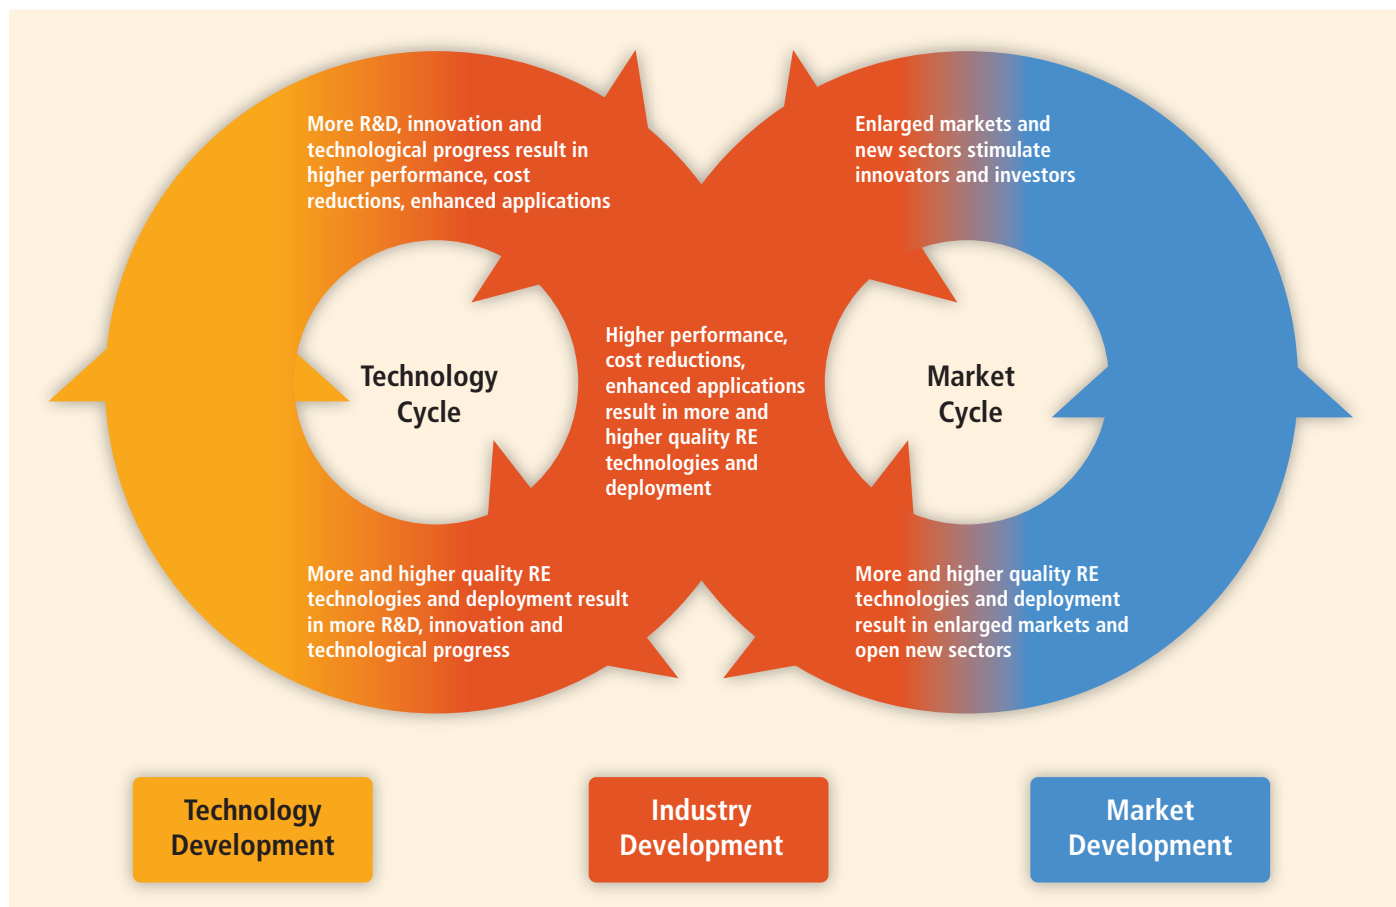 More R&D, innovation and
technological progress result in
higher performance, cost
reductions, enhanced applications
Enlarged markets and
new sectors stimulate
innovators and investors
Technology
Cycle
Higher performance,
cost reductions,
enhanced applications
result in more and
higher quality RE
technologies and
deployment
Market
Cycle
More and higher quality RE
technologies and deployment result
in more R&D, innovation and
technological progress
More and higher quality RE
technologies and deployment
result in enlarged markets and
open new sectors
Technology
Development
Industry
Development
Market
Development